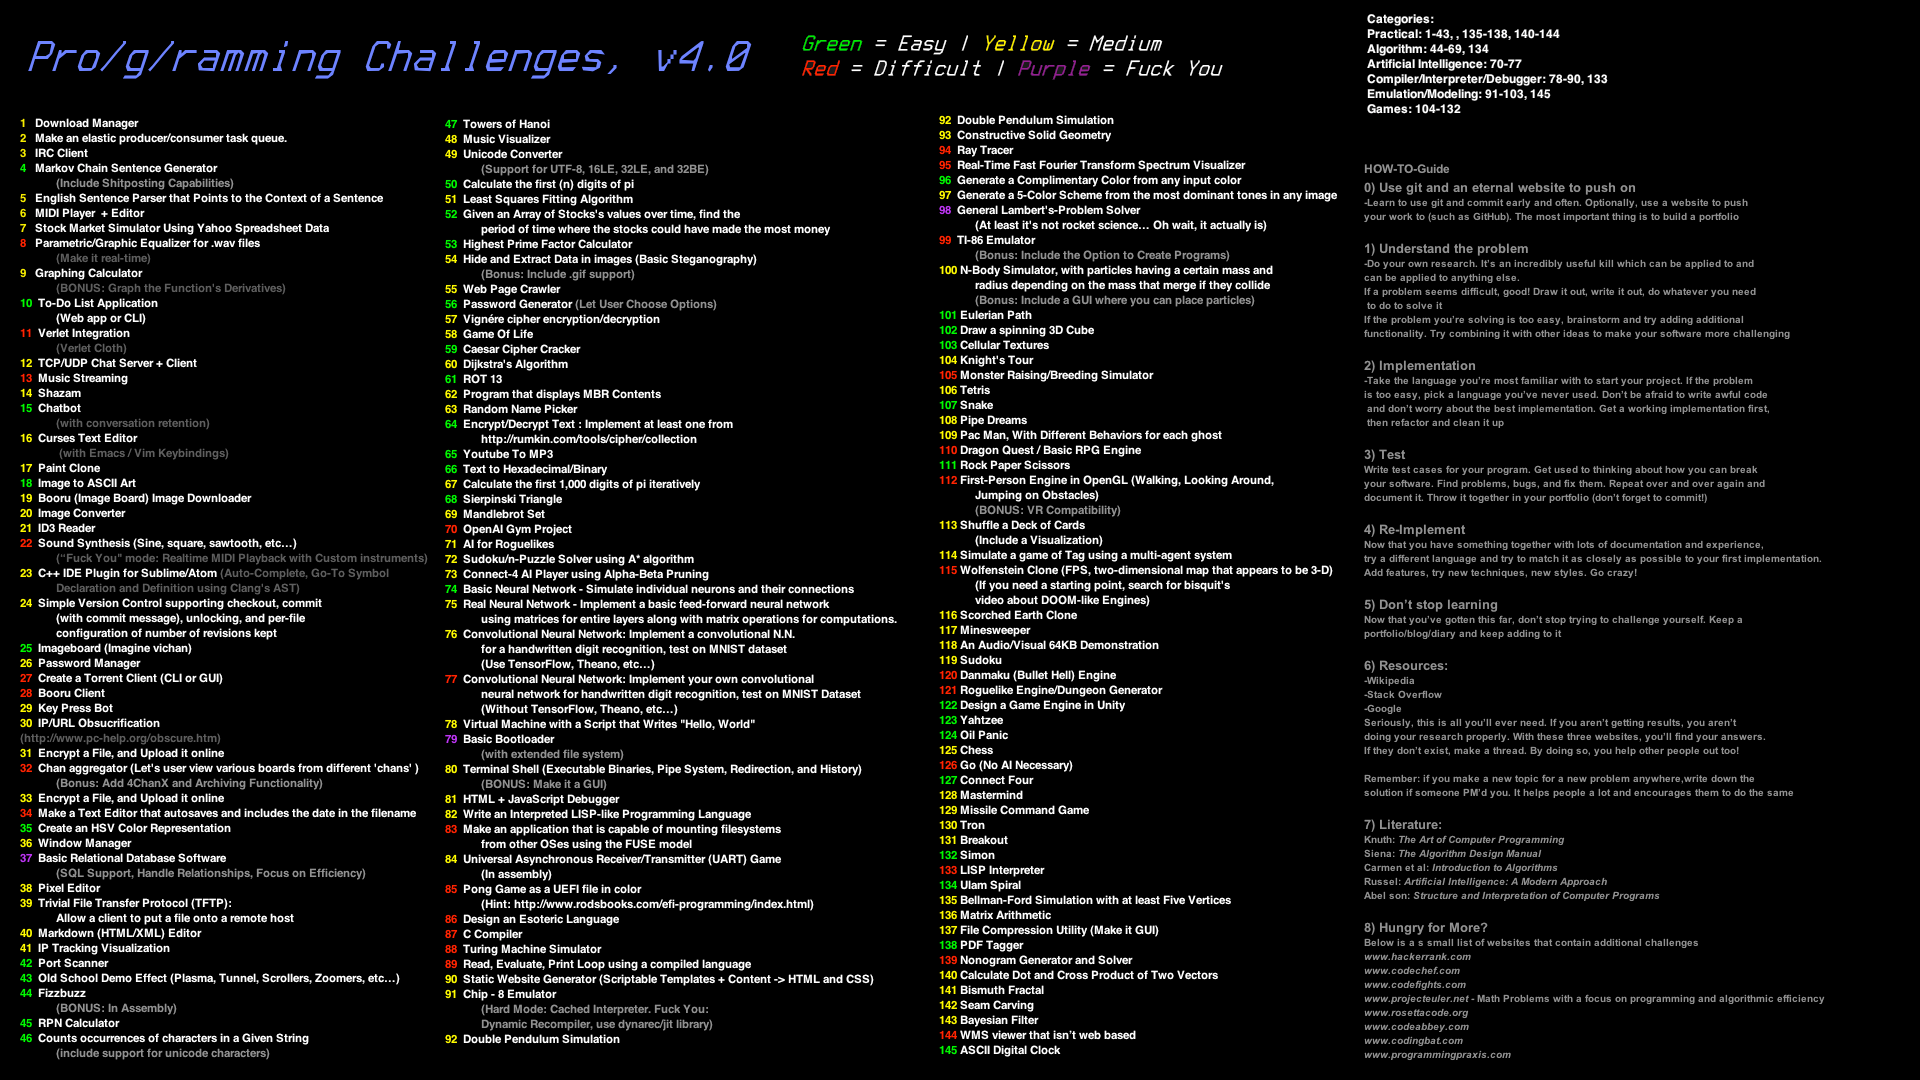 Pro/g/ramming Challenges, v4.0
Green = Easy | Yellow = Medium
Red = Difficult | Purple = Fuck You
Categories:
Practical: 1-43, , 135-138, 140-144
Algorithm: 44-69, 134
Artificial Intelligence: 70-77
Compiler/Interpreter/Debugger: 78-90, 133
Emulation/Modeling: 91-103, 145
Games: 104-132
1 Download Manager
2 Make an elastic producer/consumer task queue.
3 IRC Client
4 Markov Chain Sentence Generator
(Include Shitposting Capabilities)
5 English Sentence Parser that Points to the Context of a Sentence
6 MIDI Player + Editor
7 Stock Market Simulator Using Yahoo Spreadsheet Data
8 Parametric/Graphic Equalizer for .wav files
(Make it real-time)
9 Graphing Calculator
(BONUS: Graph the Function's Derivatives)
10 To-Do List Application
(Web app or CLI)
11 Verlet Integration
(Verlet Cloth)
12 TCP/UDP Chat Server + Client
13 Music Streaming
14 Shazam
15 Chatbot
(with conversation retention)
16 Curses Text Editor
(with Emacs / Vim Keybindings)
17 Paint Clone
18 Image to ASCII Art
19 Booru (Image Board) Image Downloader
20 Image Converter
21 ID3 Reader
22 Sound Synthesis (Sine, square, sawtooth, etc...)
("Fuck You" mode: Realtime MIDI Playback with Custom instruments)
23 C++ IDE Plugin for Sublime/Atom (Auto-Complete, Go-To Symbol
Declaration and Definition using Clang's AST)
24 Simple Version Control supporting checkout, commit
(with commit message), unlocking, and per-file
configuration of number of revisions kept
25 Imageboard (Imagine vichan)
26 Password Manager
27 Create a Torrent Client (CLI or GUI)
28 Booru Client
29 Key Press Bot
30 IP/URL Obsucrification
(http://www.pc-help.org/obscure.htm)
31 Encrypt a File, and Upload it online
32 Chan aggregator (Let's user view various boards from different 'chans' )
(Bonus: Add 4ChanX and Archiving Functionality)
33 Encrypt a File, and Upload it online
34 Make a Text Editor that autosaves and includes the date in the filename
35 Create an HSV Color Representation
36 Window Manager
37 Basic Relational Database Software
(SQL Support, Handle Relationships, Focus on Efficiency)
38 Pixel Editor
39 Trivial File Transfer Protocol (TFTP):
Allow a client to put a file onto a remote host
40 Markdown (HTML/XML) Editor
41 IP Tracking Visualization
42 Port Scanner
43 Old School Demo Effect (Plasma, Tunnel, Scrollers, Zoomers, etc...)
44 Fizzbuzz
(BONUS: In Assembly)
45 RPN Calculator
46 Counts occurrences of characters in a Given String
(include support for unicode characters)
47 Towers of Hanoi
48 Music Visualizer
49 Unicode Converter
(Support for UTF-8, 16LE, 32LE, and 32BE)
50 Calculate the first (n) digits of pi
51 Least Squares Fitting Algorithm
52 Given an Array of Stocks's values over time, find the
period of time where the stocks could have made the most money
53 Highest Prime Factor Calculator
54 Hide and Extract Data in images (Basic Steganography)
(Bonus: Include .gif support)
55 Web Page Crawler
56 Password Generator (Let User Choose Options)
57 Vignére cipher encryption/decryption
58 Game Of Life
59 Caesar Cipher Cracker
60 Dijkstra's Algorithm
61 ROT 13
62 Program that displays MBR Contents
63 Random Name Picker
64 Encrypt/Decrypt Text : Implement at least one from
http://rumkin.com/tools/cipher/collection
65 Youtube To MP3
66 Text to Hexadecimal/Binary
67 Calculate the first 1,000 digits of pi iteratively
68 Sierpinski Triangle
69 Mandlebrot Set
70 OpenAI Gym Project
71 AI for Roguelikes
72 Sudoku/n-Puzzle Solver using A* algorithm
73 Connect-4 AI Player using Alpha-Beta Pruning
74 Basic Neural Network - Simulate individual neurons and their connections
75 Real Neural Network - Implement a basic feed-forward neural network
using matrices for entire layers along with matrix operations for computations.
76 Convolutional Neural Network: Implement a convolutional N.N.
for a handwritten digit recognition, test on MNIST dataset
(Use TensorFlow, Theano, etc...)
77 Convolutional Neural Network: Implement your own convolutional
neural network for handwritten digit recognition, test on MNIST Dataset
(Without TensorFlow, Theano, etc...)
78 Virtual Machine with a Script that Writes "Hello, World"
79 Basic Bootloader
(with extended file system)
80 Terminal Shell (Executable Binaries, Pipe System, Redirection, and History)
(BONUS: Make it a GUI)
81 HTML + JavaScript Debugger
82 Write an Interpreted LISP-like Programming Language
83 Make an application that is capable of mounting filesystems
from other OSes using the FUSE model
84 Universal Asynchronous Receiver/Transmitter (UART) Game
(In assembly)
85 Pong Game as a UEFI file in color
(Hint: http://www.rodsbooks.com/efi-programming/index.html)
86 Design an Esoteric Language
87 C Compiler
88 Turing Machine Simulator
89 Read, Evaluate, Print Loop using a compiled language
90 Static Website Generator (Scriptable Templates + Content -> HTML and CSS)
91 Chip - 8 Emulator
(Hard Mode: Cached Interpreter. Fuck You:
Dynamic Recompiler, use dynarec/jit library)
92 Double Pendulum Simulation
92 Double Pendulum Simulation
93 Constructive Solid Geometry
94 Ray Tracer
95 Real-Time Fast Fourier Transform Spectrum Visualizer
96 Generate a Complimentary Color from any input color
97 Generate a 5-Color Scheme from the most dominant tones in any image
98 General Lambert's-Problem Solver
(At least it's not rocket science... Oh wait, it actually is)
99 TI-86 Emulator
(Bonus: Include the Option to Create Programs)
100 N-Body Simulator, with particles having a certain mass and
radius depending on the mass that merge if they collide
(Bonus: Include a GUI where you can place particles)
101 Eulerian Path
102 Draw a spinning 3D Cube
103 Cellular Textures
104 Knight's Tour
105 Monster Raising/Breeding Simulator
106 Tetris
107 Snake
108 Pipe Dreams
109 Pac Man, With Different Behaviors for each ghost
110 Dragon Quest / Basic RPG Engine
111 Rock Paper Scissors
112 First-Person Engine in OpenGL (Walking, Looking Around,
Jumping on Obstacles)
(BONUS: VR Compatibility)
113 Shuffle a Deck of Cards
(Include a Visualization)
114 Simulate a game of Tag using a multi-agent system
115 Wolfenstein Clone (FPS, two-dimensional map that appears to be 3-D)
(If you need a starting point, search for bisquit's
video about DOOM-like Engines)
116 Scorched Earth Clone
117 Minesweeper
118 An Audio/Visual 64KB Demonstration
119 Sudoku
120 Danmaku (Bullet Hell) Engine
121 Roguelike Engine/Dungeon Generator
122 Design a Game Engine in Unity
123 Yahtzee
124 Oil Panic
125 Chess
126 Go (No AI Necessary)
127 Connect Four
128 Mastermind
129 Missile Command Game
130 Tron
131 Breakout
132 Simon
133 LISP Interpreter
134 Ulam Spiral
135 Bellman-Ford Simulation with at least Five Vertices
136 Matrix Arithmetic
137 File Compression Utility (Make it GUI)
138 PDF Tagger
139 Nonogram Generator and Solver
140 Calculate Dot and Cross Product of Two Vectors
141 Bismuth Fractal
142 Seam Carving
143 Bayesian Filter
144 WMS viewer that isn't web based
145 ASCII Digital Clock
HOW-TO-Guide
0) Use git and an eternal website to push on
-Learn to use git and commit early and often. Optionally, use a website to push
your work to (such as GitHub). The most important thing is to build a portfolio
1) Understand the problem
-Do your own research. It's an incredibly useful kill which can be applied to and
can be applied to anything else.
If a problem seems difficult, good! Draw it out, write it out, do whatever you need
to do to solve it
If the problem you're solving is too easy, brainstorm and try adding additional
functionality. Try combining it with other ideas to make your software more challenging
2) Implementation
-Take the language you're most familiar with to start your project. If the problem
is too easy, pick a language you've never used. Don't be afraid to write awful code
and don't worry about the best implementation. Get a working implementation first,
then refactor and clean it up
3) Test
Write test cases for your program. Get used to thinking about how you can break
your software. Find problems, bugs, and fix them. Repeat over and over again and
document it. Throw it together in your portfolio (don't forget to commit!)
4) Re-Implement
Now that you have something together with lots of documentation and experience,
try a different language and try to match it as closely as possible to your first implementation.
Add features, try new techniques, new styles. Go crazy!
5) Don't stop learning
Now that you've gotten this far, don't stop trying to challenge yourself. Keep a
portfolio/blog/diary and keep adding to it
6) Resources:
-Wikipedia
-Stack Overflow
-Google
Seriously, this is all you'll ever need. If you aren't getting results, you aren't
doing your research properly. With these three websites, you'll find your answers.
If they don't exist, make a thread. By doing so, you help other people out too!
Remember: if you make a new topic for a new problem anywhere,write down the
solution if someone PM'd you. It helps people a lot and encourages them to do the same
7) Literature:
Knuth: The Art of Computer Programming
Siena: The Algorithm Design Manual
Carmen et al: Introduction to Algorithms
Russel: Artificial Intelligence: A Modern Approach
Abel son: Structure and Interpretation of Computer Programs
8) Hungry for More?
Below is a s small list of websites that contain additional challenges
www.hackerrank.com
www.codechef.com
www.codefights.com
www.projecteuler.net - Math Problems with a focus on programming and algorithmic efficiency
www.rosettacode.org
www.codeabbey.com
www.codingbat.com
www.programmingpraxis.com